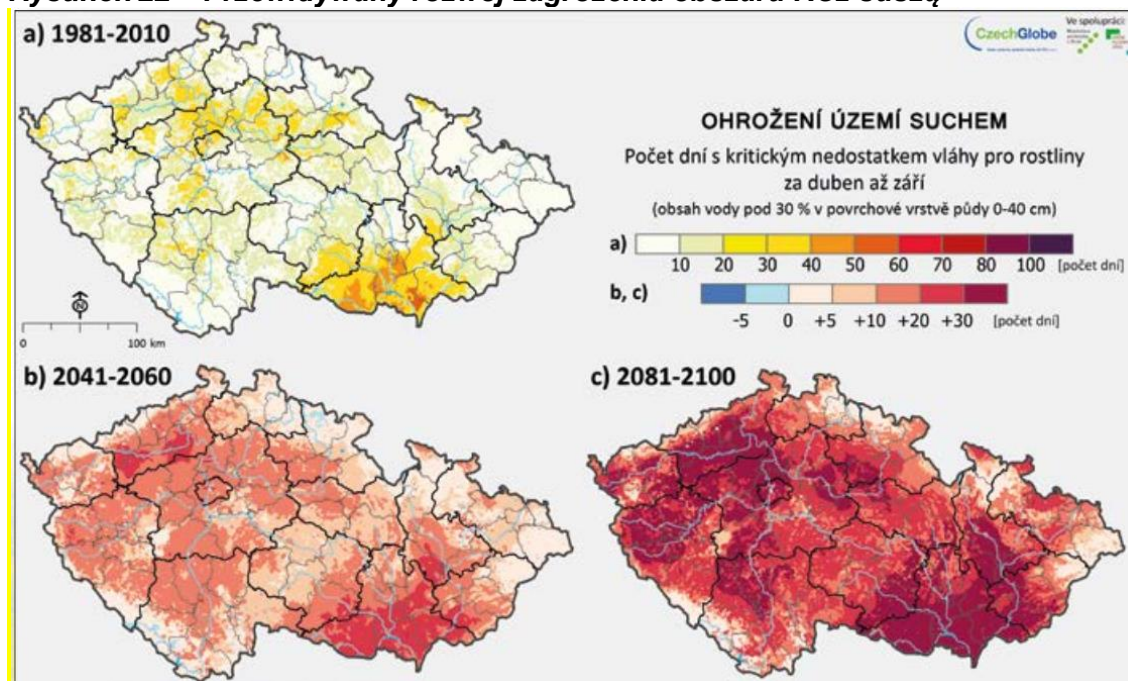 a) 1981-2010
CzechGlobe
Ve spolupráci:
OHROŽENÍ ÚZEMÍ SUCHEM
Počet dní s kritickým nedostatkem vláhy pro rostliny
za duben až září
(obsah vody pod 30 % v povrchové vrstvě půdy 0-40 cm)
a)
10 20 30 40 50 60 70 80 100 [počet dní]
b, c)
-5 0 +5 +10 +20 +30 [počet dní]
N
0 100 km
b) 2041-2060
c) 2081-2100